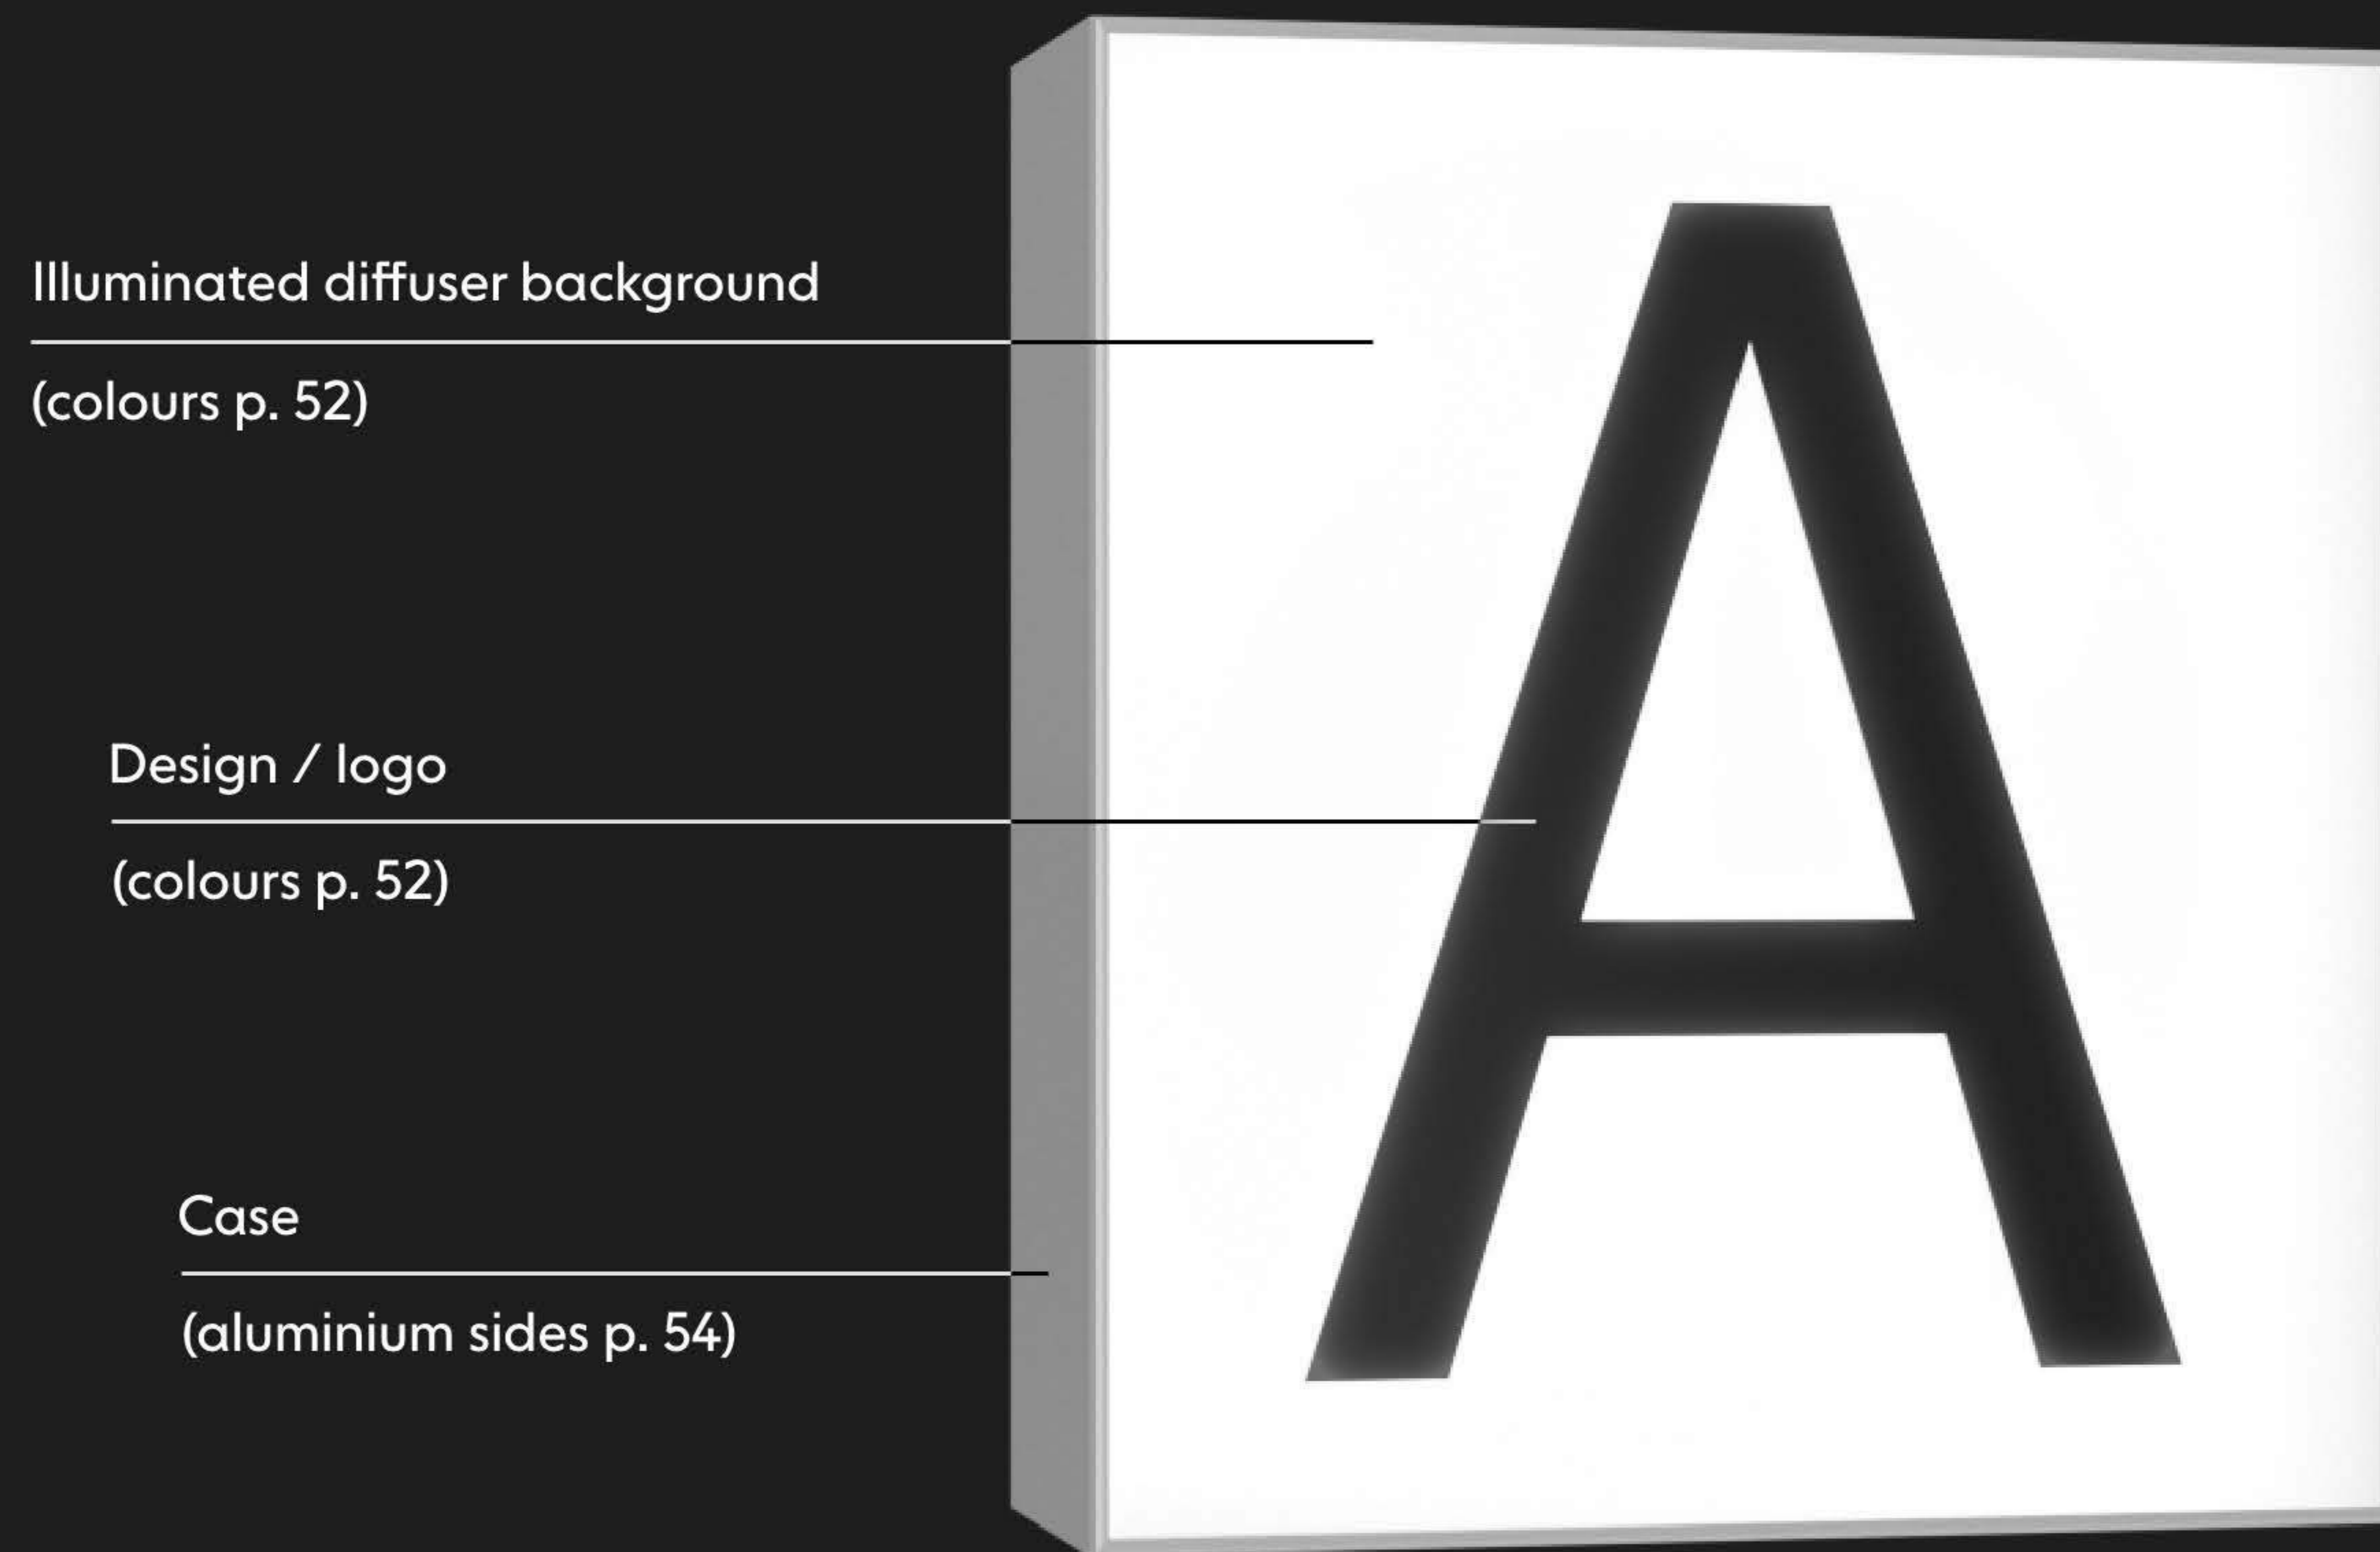 Illuminated diffuser background
(colours p. 52)
Design / logo
(colours p. 52)
Case
(aluminium sides p. 54)
A